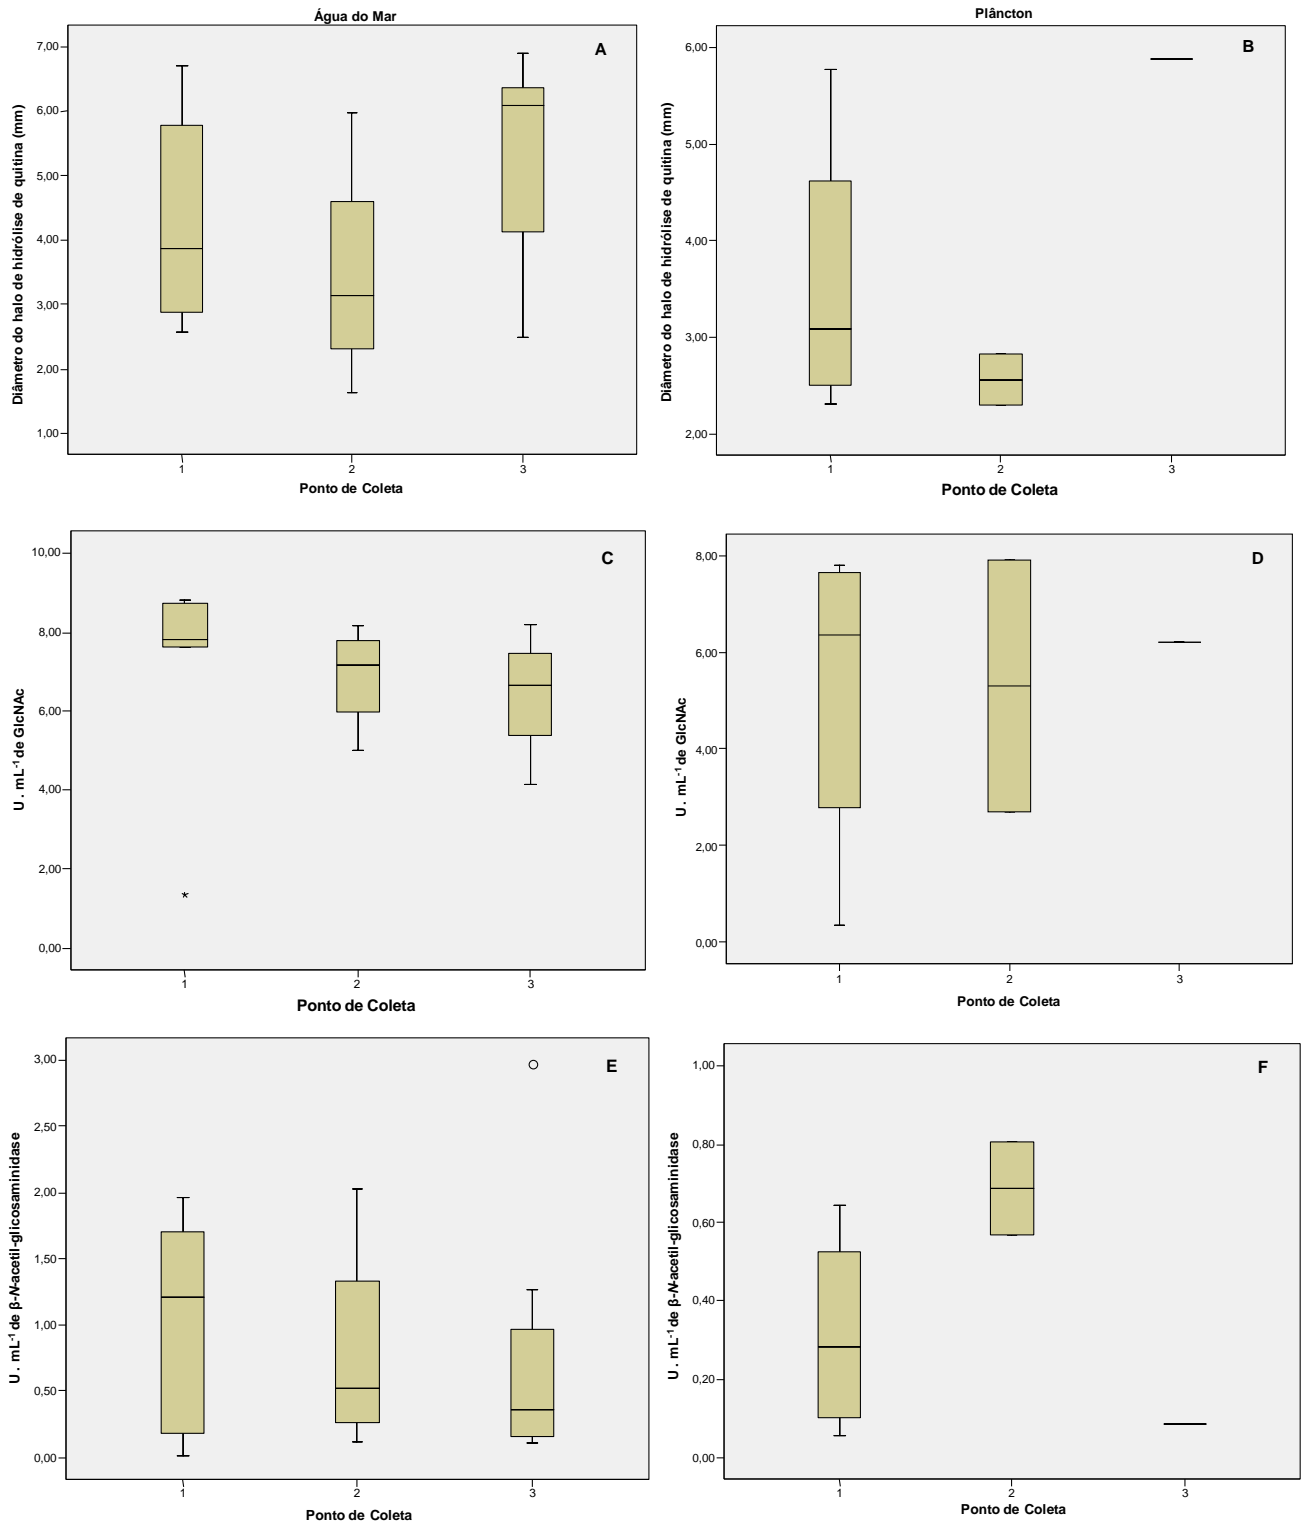 Água do Mar
A
Diâmetro do halo de hidrólise de quitina (mm)
7,00
6,00
5,00
4,00
3,00
2,00
1,00
1 2 3
Ponto de Coleta
Plâncton
B
Diâmetro do halo de hidrólise de quitina (mm)
6,00
5,00
4,00
3,00
2,00
1 2 3
Ponto de Coleta
C
U . mL-1 de GlcNAc
10,00
8,00
6,00
4,00
2,00
0,00
*
1 2 3
Ponto de Coleta
D
U . mL-1 de GlcNAc
8,00
6,00
4,00
2,00
0,00
1 2 3
Ponto de Coleta
E
U . mL-1 de β-N-acetil-glicosaminidase
3,00
2,50
2,00
1,50
1,00
0,50
0,00
1 2 3
Ponto de Coleta
F
U . mL-1 de β-N-acetil-glicosaminidase
1,00
0,80
0,60
0,40
0,20
0,00
1 2 3
Ponto de Coleta